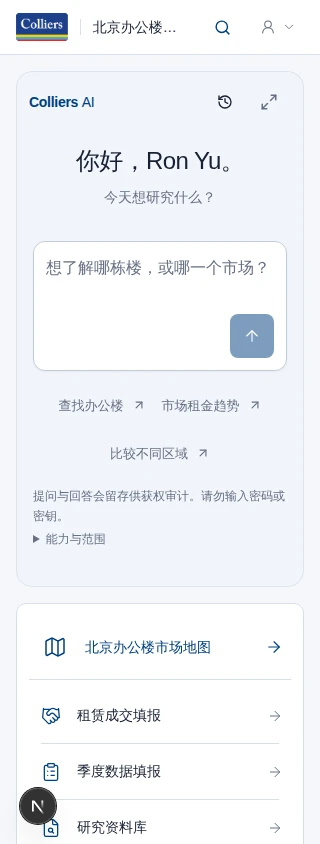 Colliers
北京办公楼…
Colliers AI
你好，Ron Yu。
今天想研究什么？
想了解哪栋楼，或哪一个市场？
查找办公楼
市场租金趋势
比较不同区域
提问与回答会留存供获权审计。请勿输入密码或
密钥。
能力与范围
北京办公楼市场地图
租赁成交填报
季度数据填报
N
研究资料库